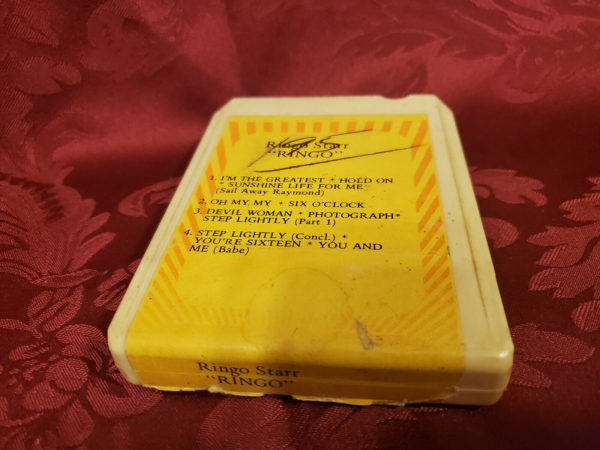 Ringo Starr
"RINGO"
195
1. I'M THE GREATEST * HOLD ON
* SUNSHINE LIFE FOR ME
(Sail Away Raymond)
2. OH MY MY * SIX O'CLOCK
3. DEVIL WOMAN * PHOTOGRAPH*
STEP LIGHTLY (Part 1)
4. STEP LIGHTLY (Concl.) *
YOU'RE SIXTEEN * YOU AND
ME (Babe)
Ringo Starr
"RINGO"